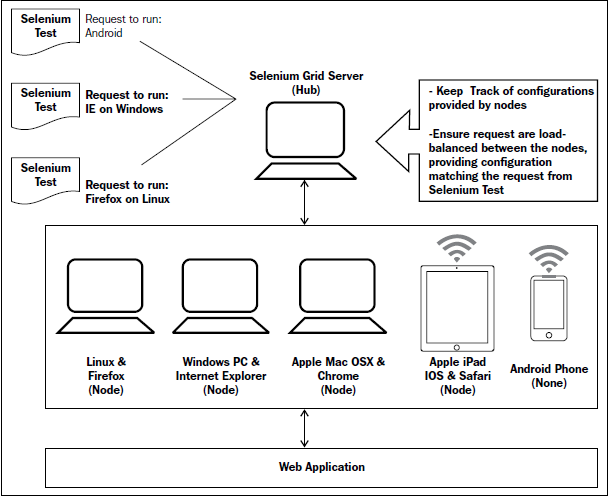 Selenium
Test
Request to run:
Android
Selenium
Test
Request to run:
IE on Windows
Selenium
Test
Request to run:
Firefox on Linux
Selenium Grid Server
(Hub)
- Keep Track of configurations
provided by nodes
-Ensure request are load-
balanced between the nodes,
providing configuration
matching the request from
Selenium Test
Linux &
Firefox
(Node)
Windows PC &
Internet Explorer
(Node)
Apple Mac OSX &
Chrome
(Node)
Apple iPad
IOS & Safari
(Node)
Android Phone
(None)
Web Application